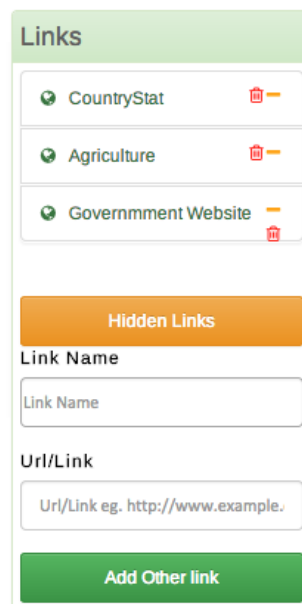 Links
CountryStat
Agriculture
Governmment Website
Hidden Links
Link Name
Link Name
Url/Link
Url/Link eg. http://www.example.
Add Other link